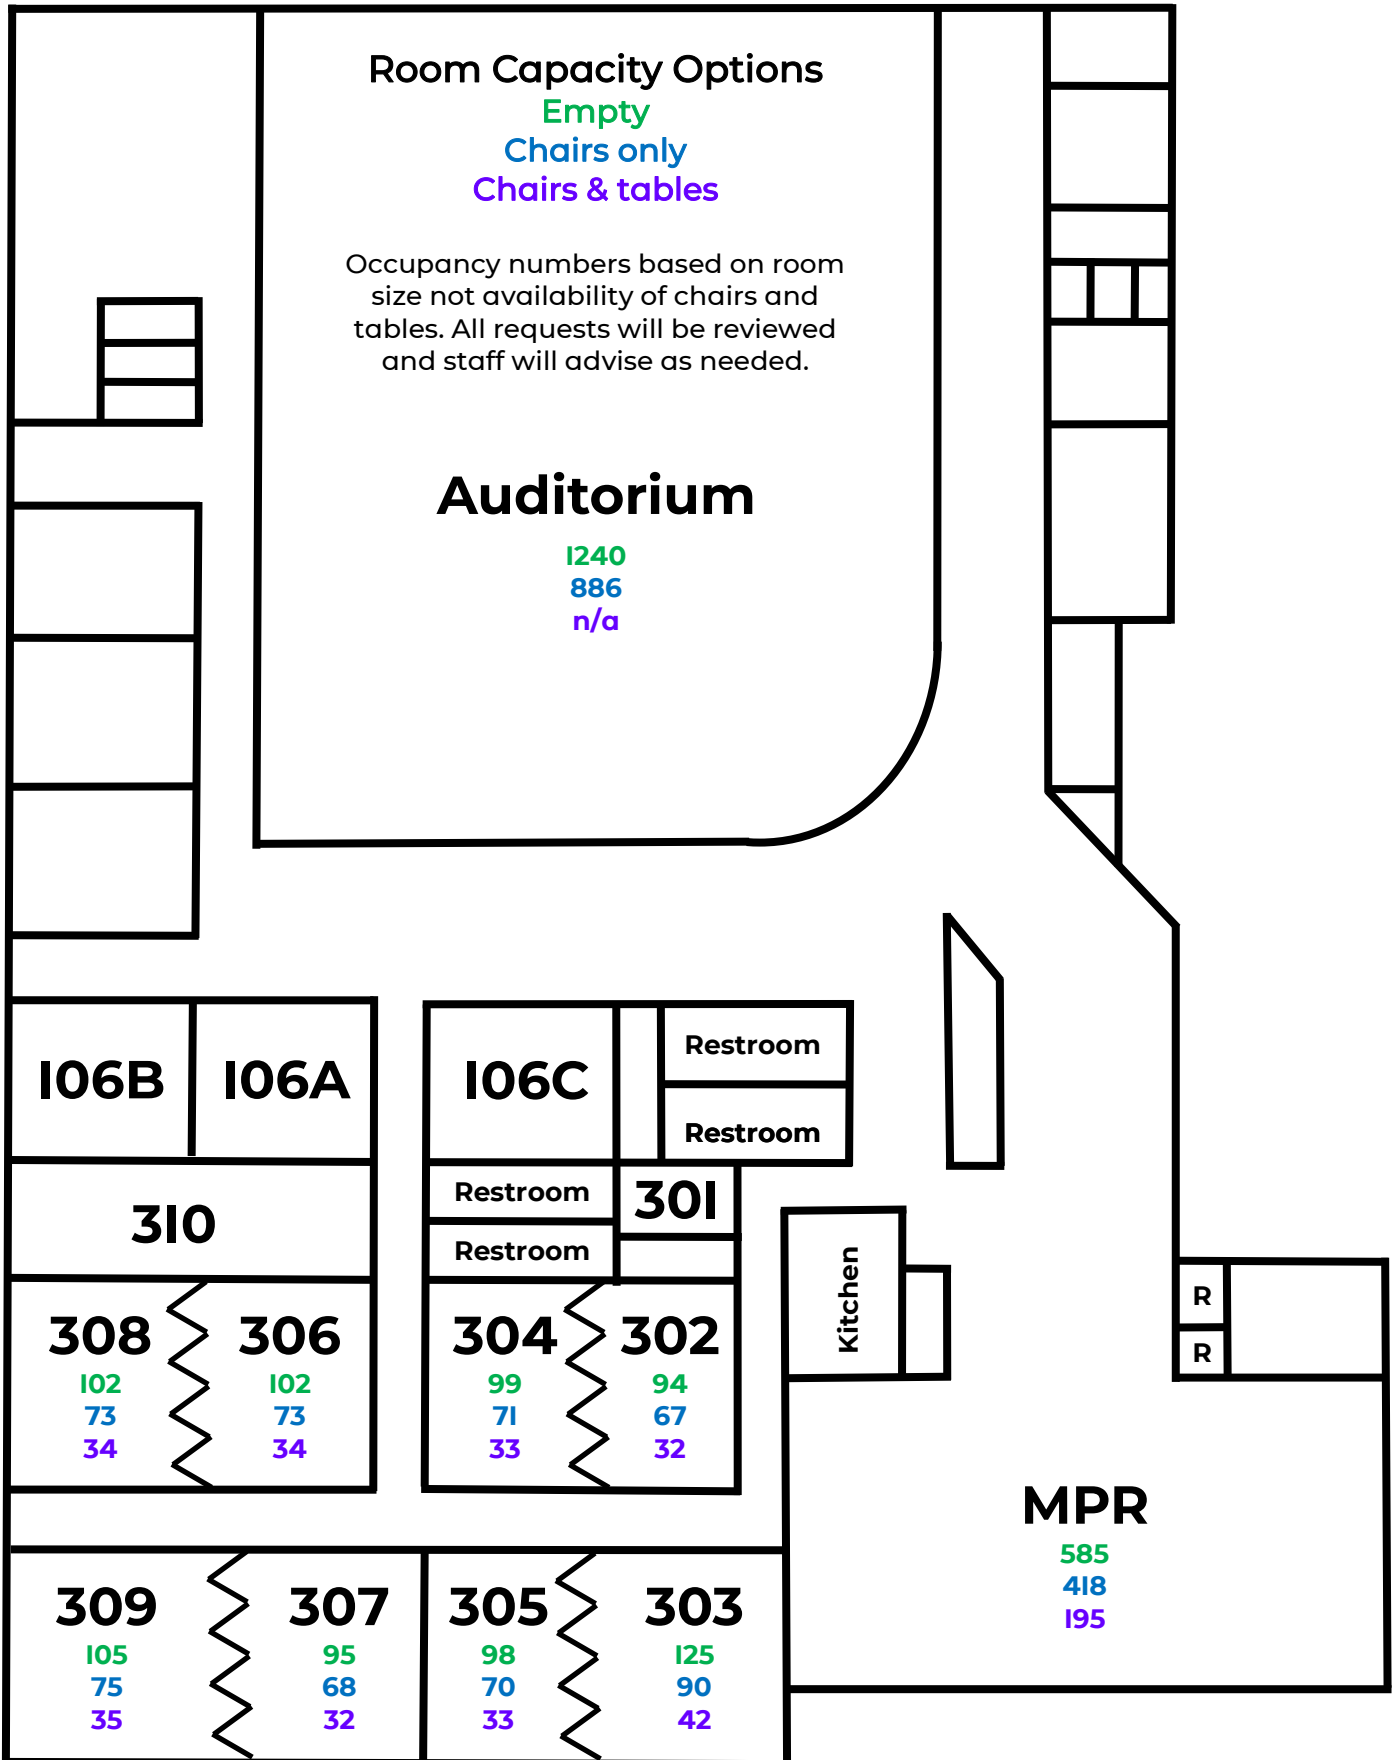 Room Capacity Options
Empty
Chairs only
Chairs & tables
Occupancy numbers based on room
size not availability of chairs and
tables. All requests will be reviewed
and staff will advise as needed.
Auditorium
1240
886
n/a
106B
106A
106C
Restroom
Restroom
310
Restroom
Restroom
301
308
102
73
34
306
102
73
34
304
99
71
33
302
94
67
32
Kitchen
R
R
309
105
75
35
307
95
68
32
305
98
70
33
303
125
90
42
MPR
585
418
195